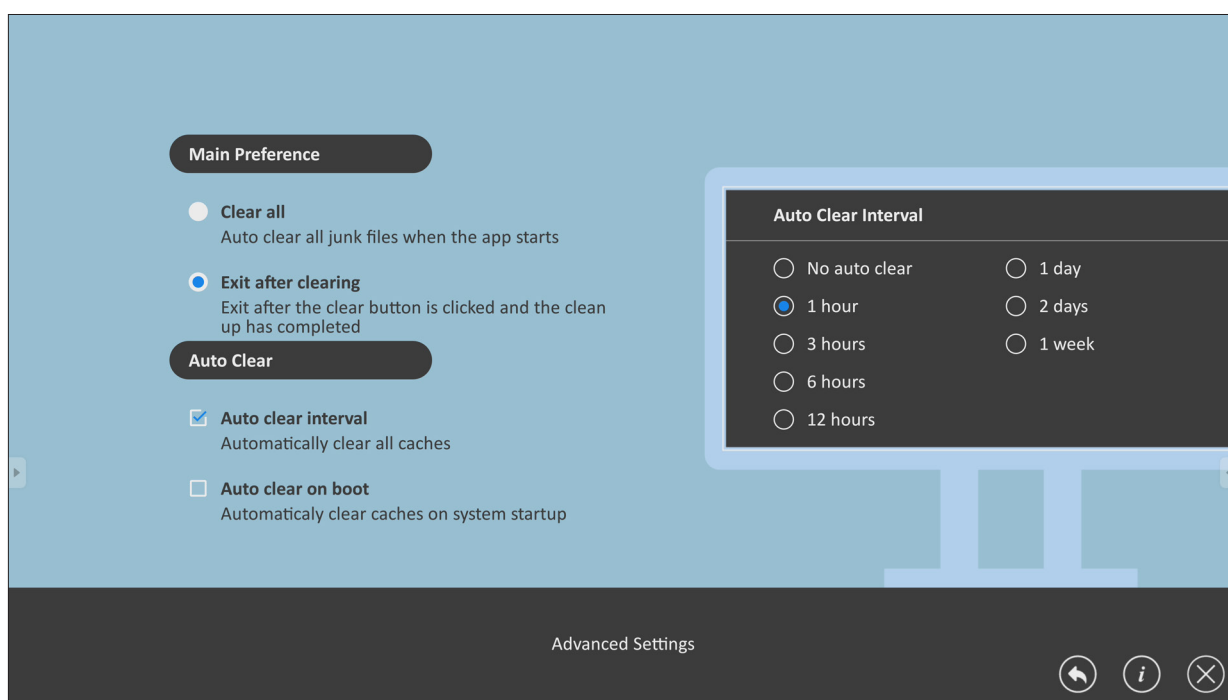 Main Preference
Clear all
Auto clear all junk files when the app starts
Exit after clearing
Exit after the clear button is clicked and the clean
up has completed
Auto Clear
Auto clear interval
Automatically clear all caches
Auto clear on boot
Automaticaly clear caches on system startup
Auto Clear Interval
No auto clear
1 hour
3 hours
6 hours
12 hours
1 day
2 days
1 week
Advanced Settings
i